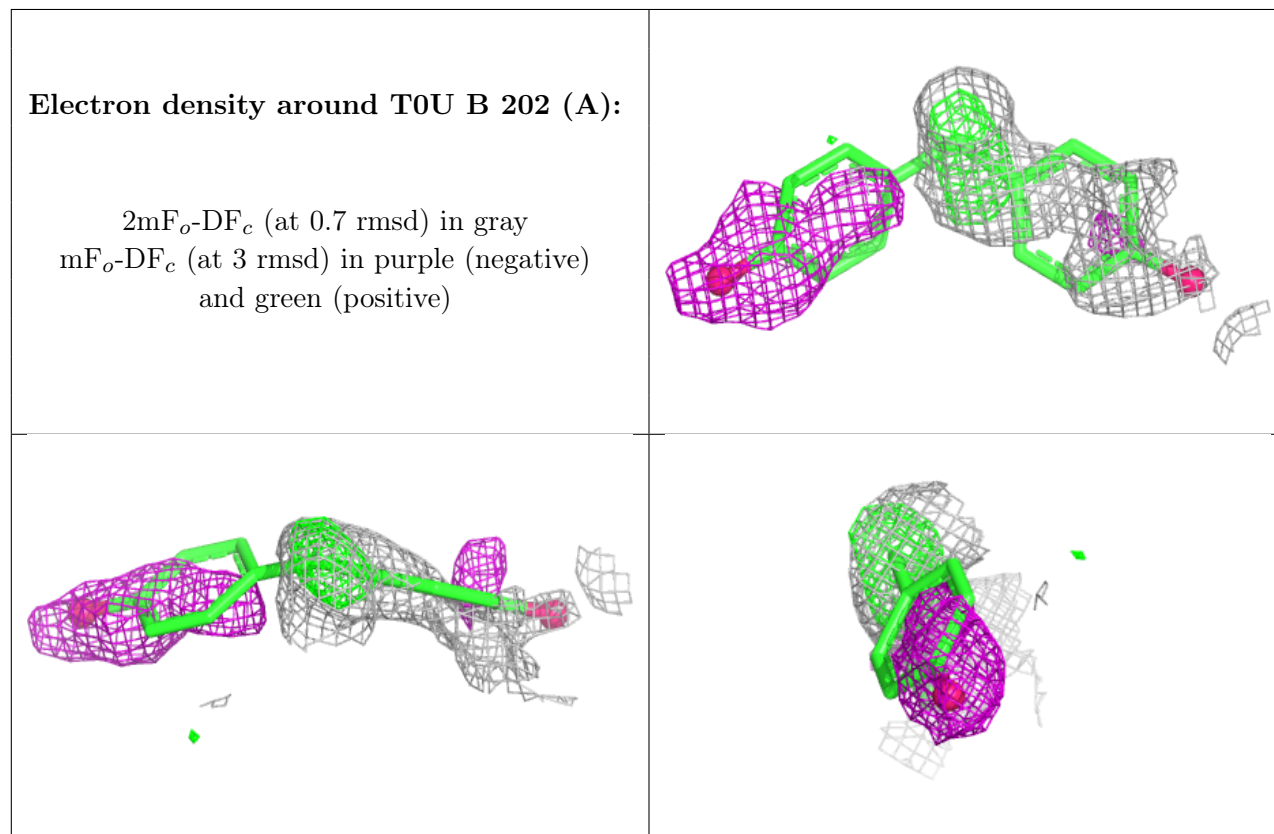 Electron density around T0U B 202 (A):
2mFₒ-DF𝒸 (at 0.7 rmsd) in gray
mFₒ-DF𝒸 (at 3 rmsd) in purple (negative)
and green (positive)